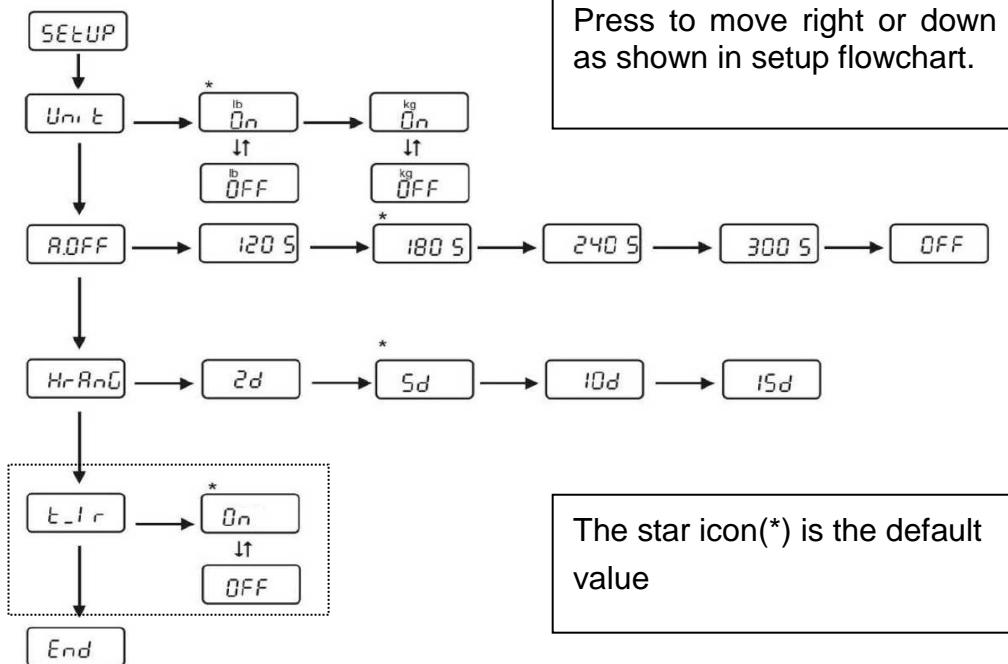 SEtUP
Press to move right or down
as shown in setup flowchart.
*
Unit
lb
On
kg
On
lb
OFF
kg
OFF
A.OFF
120 S
*
180 S
240 S
300 S
OFF
HrAnG
2d
*
5d
10d
15d
t_Ir
*
On
OFF
The star icon(*) is the default
value
End